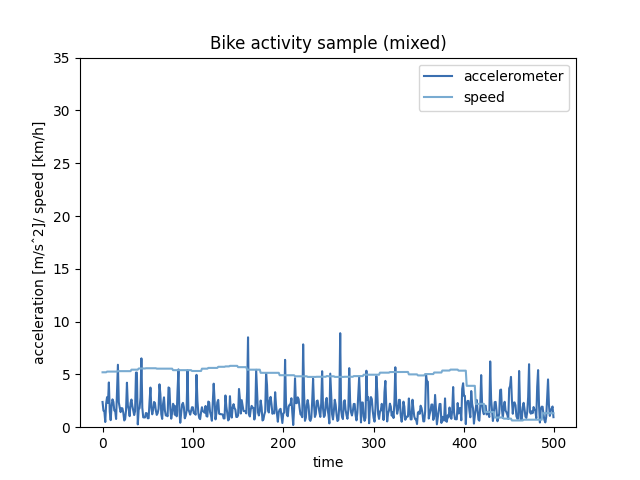 Bike activity sample (mixed)
accelerometer
speed
acceleration [m/sˆ2]/ speed [km/h]
35
30
25
20
15
10
5
0
0 100 200 300 400 500
time